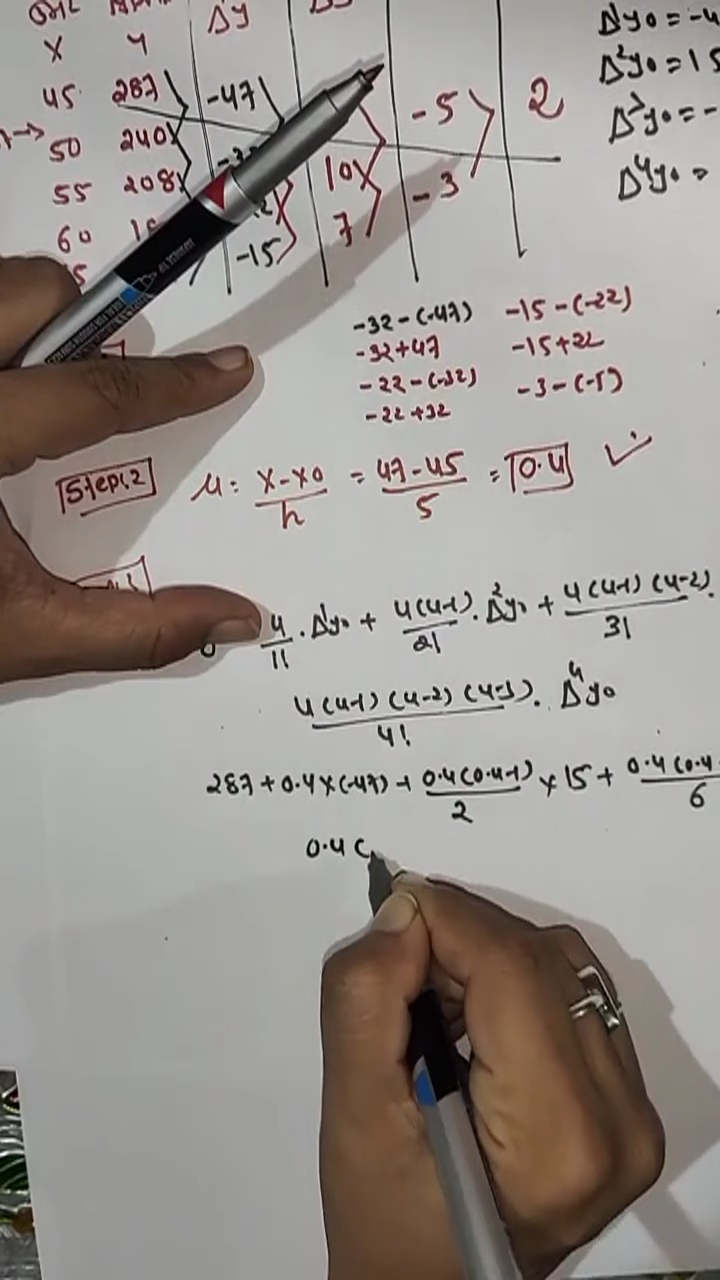 Δy
X Y
45 287 -47 -5 2
50 240
55 208 10 -3
60 7
-15
Δ¹y0 = -4
Δ²y0 = 15
Δ³y0 = -
Δ⁴y0 =
-32-(-47) -15-(-22)
-32+47 -15+22
-22-(-32) -3-(-5)
-22+32
Step:2 u: x-x0/h = 47-45/5 = 0.4
u/1! . Δ¹y0 + u(u-1)/2! . Δ²y0 + u(u-1)(u-2)/3! .
u(u-1)(u-2)(u-3)/4! . Δ⁴y0
287+0.4×(-47)+ 0.4(0.4-1)/2 ×15+ 0.4(0.4-/6
0.4(